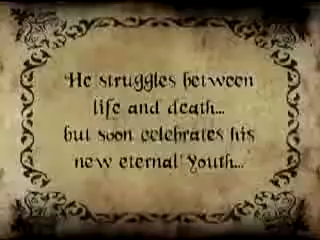 He struggles between
life and death...
but soon celebrates his
new eternal Youth...